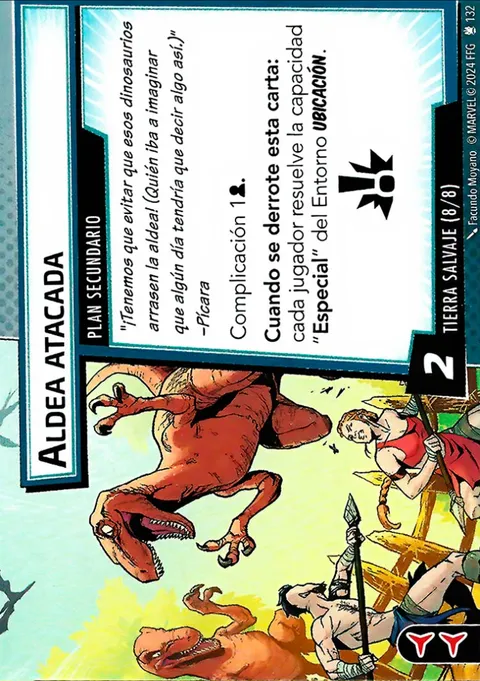 ALDEA ATACADA
PLAN SECUNDARIO
"¡Tenemos que evitar que esos dinosaurios
arrasen la aldea! (Quién iba a imaginar
que algún día tendría que decir algo así.)"
–Pícara
Complicación 1.
Cuando se derrote esta carta:
cada jugador resuelve la capacidad
"Especial" del Entorno UBICACIÓN.
2
TIERRA SALVAJE (8/8)
Facundo Moyano © MARVEL © 2024 FFG 132